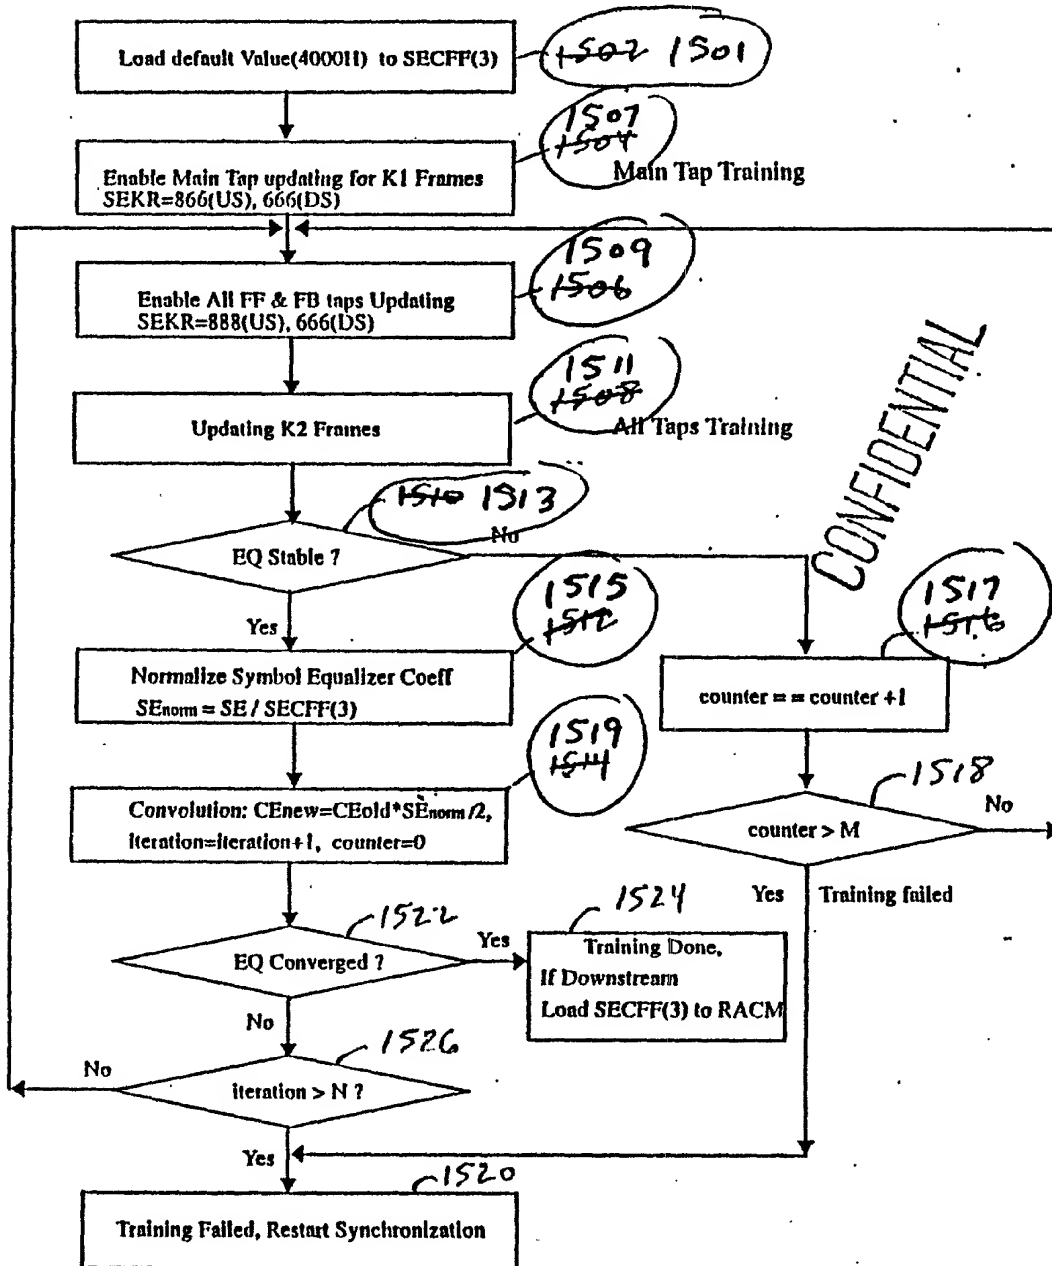 Load default Value(4000H) to SECFF(3)
1502 1501
1507
1504
Main Tap Training
Enable Main Tap updating for K1 Frames
SEKR=866(US), 666(DS)
1509
1506
Enable All FF & FB taps Updating
SEKR=888(US), 666(DS)
1511
1508
All Taps Training
Updating K2 Frames
CONFIDENTIAL
1510 1513
No
EQ Stable ?
Yes
1515
1512
1517
1516
Normalize Symbol Equalizer Coeff
SEnorm = SE / SECFF(3)
counter = = counter +1
1519
1514
1518
Convolution: CEnew=CEold*SEnorm/2,
iteration=iteration+1, counter=0
counter > M
No
Yes
Training failed
1522
1524
EQ Converged ?
Yes
Training Done,
If Downstream
Load SECFF(3) to RACM
No
1526
No
iteration > N ?
Yes
1520
Training Failed, Restart Synchronization